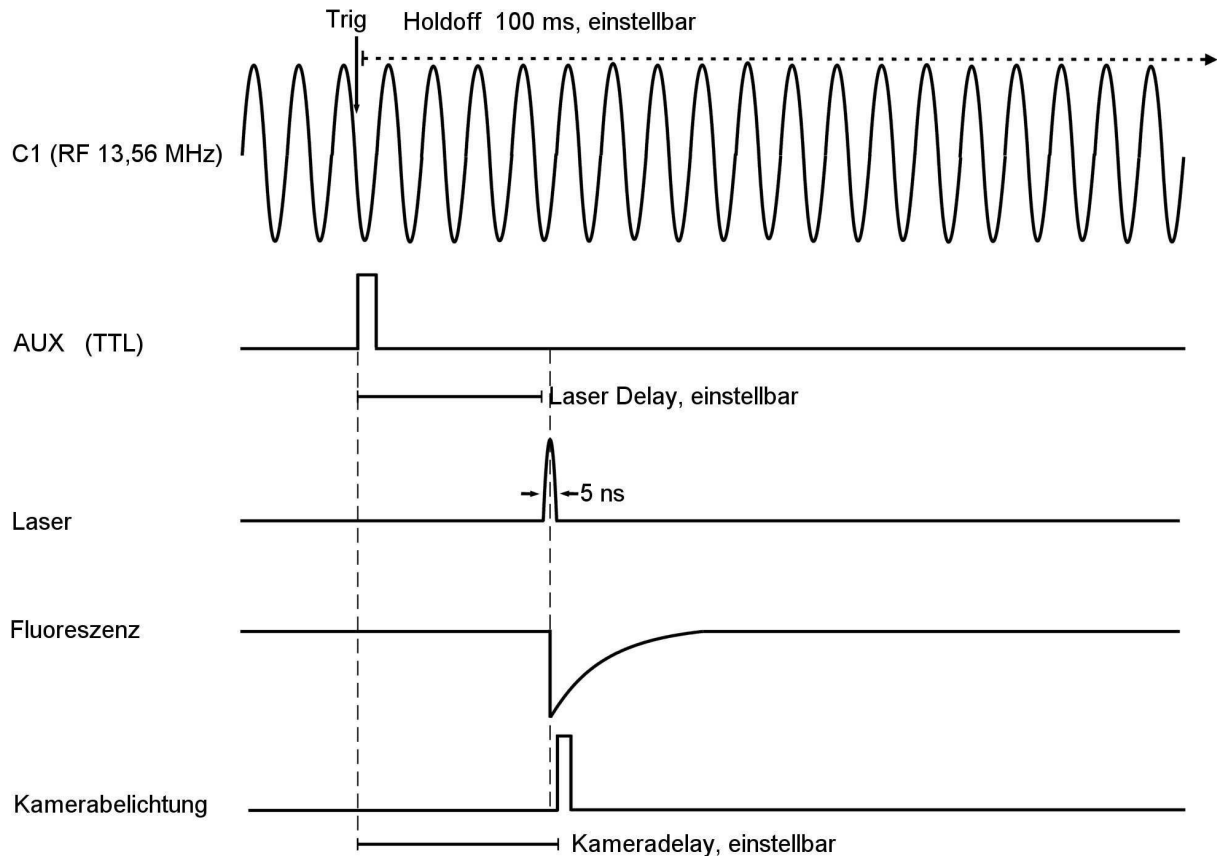 Trig
Holdoff 100 ms, einstellbar
C1 (RF 13,56 MHz)
AUX (TTL)
Laser Delay, einstellbar
5 ns
Laser
Fluoreszenz
Kamerabelichtung
Kameradelay, einstellbar